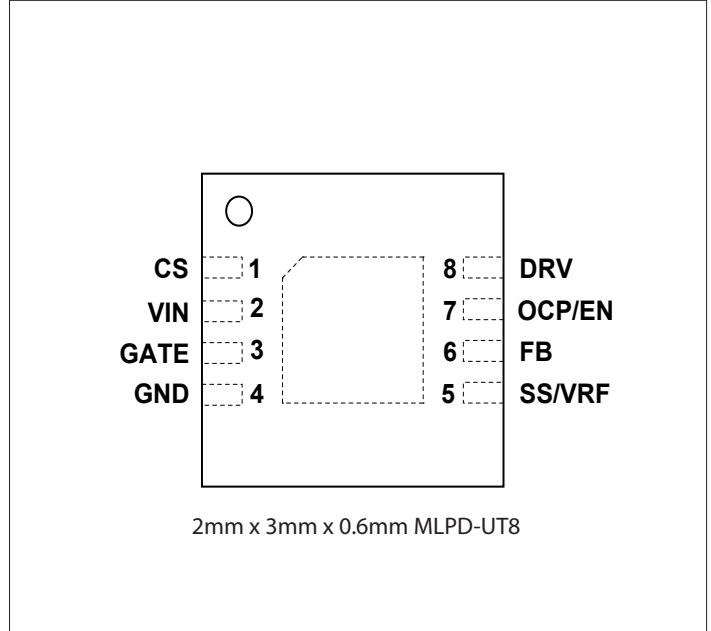 CS 1 8 DRV
VIN 2 7 OCP/EN
GATE 3 6 FB
GND 4 5 SS/VRF
2mm x 3mm x 0.6mm MLPD-UT8